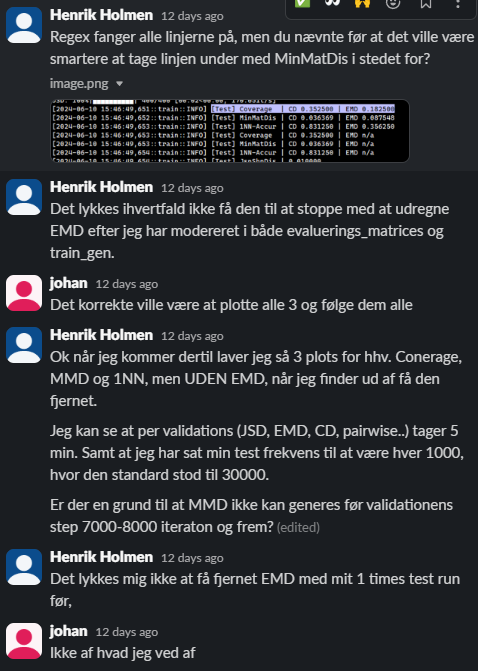 Henrik Holmen 12 days ago
Regex fanger alle linjerne på, men du nævnte før at det ville være
smartere at tage linjen under med MinMatDis i stedet for?
image.png
[2024-06-10 15:46:49,651::train::INFO] [Test] Coverage | CD 0.352500 | EMD 0.182500
[2024-06-10 15:46:49,652::train::INFO] [Test] MinMatDis | CD 0.036369 | EMD 0.087548
[2024-06-10 15:46:49,652::train::INFO] [Test] 1NN-Accur | CD 0.831250 | EMD 0.356250
[2024-06-10 15:46:49,653::train::INFO] [Test] Coverage | CD 0.352500 | EMD n/a
[2024-06-10 15:46:49,653::train::INFO] [Test] MinMatDis | CD 0.036369 | EMD n/a
[2024-06-10 15:46:49,654::train::INFO] [Test] 1NN-Accur | CD 0.831250 | EMD n/a
Henrik Holmen 12 days ago
Det lykkes ihvertfald ikke få den til at stoppe med at udregne
EMD efter jeg har modereret i både evaluerings_matrices og
train_gen.
johan 12 days ago
Det korrekte ville være at plotte alle 3 og følge dem alle
Henrik Holmen 12 days ago
Ok når jeg kommer dertil laver jeg så 3 plots for hhv. Conerage,
MMD og 1NN, men UDEN EMD, når jeg finder ud af få den
fjernet.
Jeg kan se at per validations (JSD, EMD, CD, pairwise..) tager 5
min. Samt at jeg har sat min test frekvens til at være hver 1000,
hvor den standard stod til 30000.
Er der en grund til at MMD ikke kan generes før validationens
step 7000-8000 iteraton og frem? (edited)
Henrik Holmen 12 days ago
Det lykkes mig ikke at få fjernet EMD med mit 1 times test run
før,
johan 12 days ago
Ikke af hvad jeg ved af